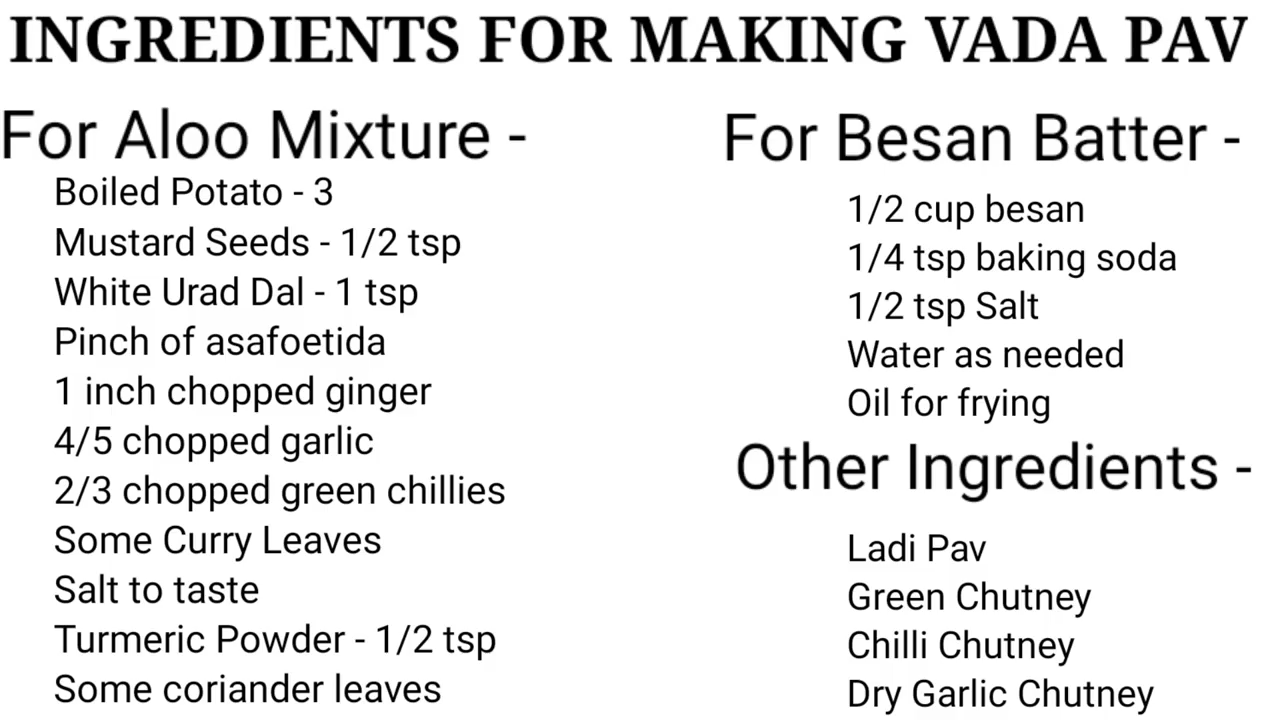 INGREDIENTS FOR MAKING VADA PAV
For Aloo Mixture -
Boiled Potato - 3
Mustard Seeds - 1/2 tsp
White Urad Dal - 1 tsp
Pinch of asafoetida
1 inch chopped ginger
4/5 chopped garlic
2/3 chopped green chillies
Some Curry Leaves
Salt to taste
Turmeric Powder - 1/2 tsp
Some coriander leaves
For Besan Batter -
1/2 cup besan
1/4 tsp baking soda
1/2 tsp Salt
Water as needed
Oil for frying
Other Ingredients -
Ladi Pav
Green Chutney
Chilli Chutney
Dry Garlic Chutney